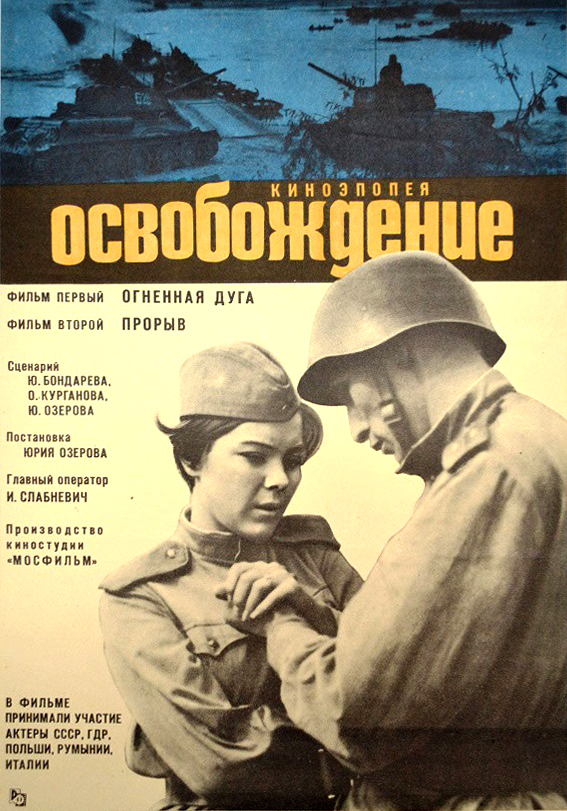 КИНОЭПОПЕЯ
ОСВОБОЖДЕНИЕ
ФИЛЬМ ПЕРВЫЙ ОГНЕННАЯ ДУГА
ФИЛЬМ ВТОРОЙ ПРОРЫВ
Сценарий
Ю. БОНДАРЕВА,
О. КУРГАНОВА,
Ю. ОЗЕРОВА
Постановка
ЮРИЯ ОЗЕРОВА
Главный оператор
И. СЛАБНЕВИЧ
Производство
киностудии
«МОСФИЛЬМ»
В ФИЛЬМЕ
ПРИНИМАЛИ УЧАСТИЕ
АКТЕРЫ СССР, ГДР,
ПОЛЬШИ, РУМЫНИИ,
ИТАЛИИ
РФ